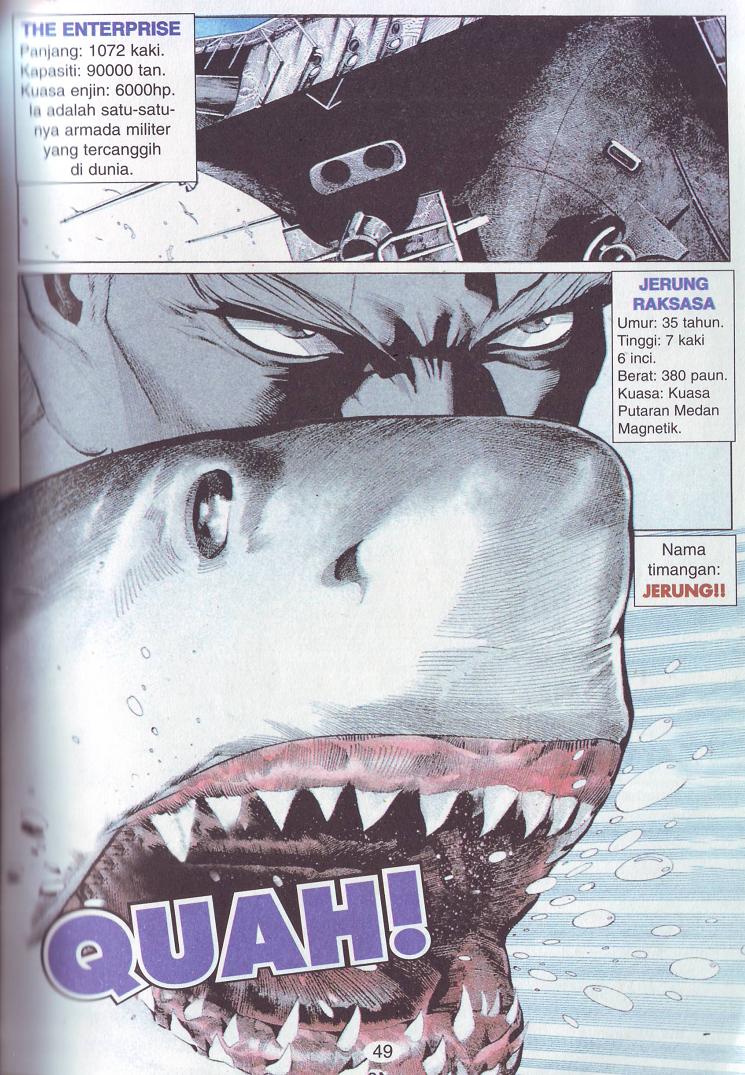 THE ENTERPRISE
Panjang: 1072 kaki.
Kapasiti: 90000 tan.
Kuasa enjin: 6000hp.
Ia adalah satu-satu-
nya armada militer
yang tercanggih
di dunia.
JERUNG
RAKSASA
Umur: 35 tahun.
Tinggi: 7 kaki
6 inci.
Berat: 380 paun.
Kuasa: Kuasa
Putaran Medan
Magnetik.
Nama
timangan:
JERUNG!!
QUAH!
49